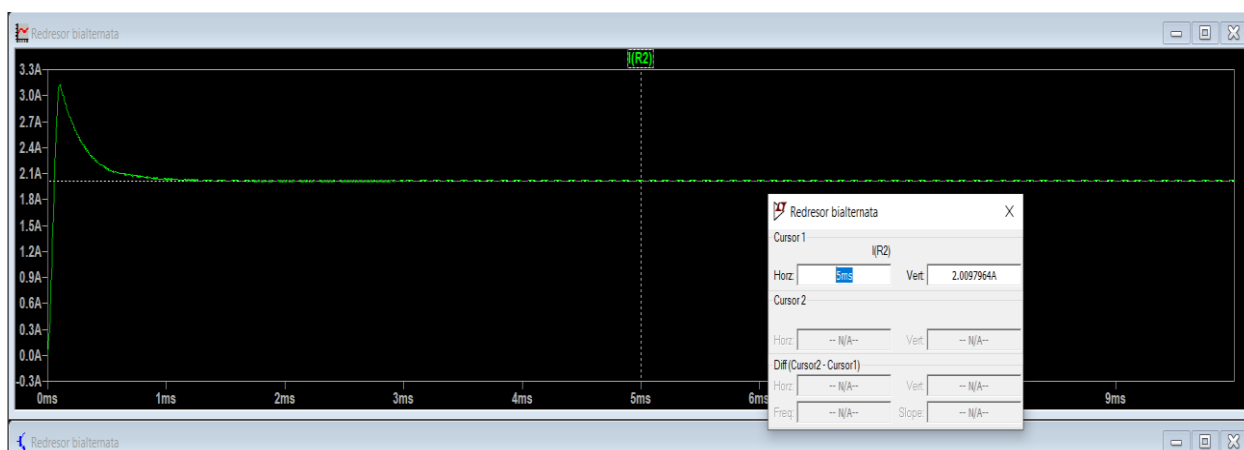 Redresor bialternata
I(R2)
3.3A
3.0A
2.7A
2.4A
2.1A
1.8A
1.5A
1.2A
0.9A
0.6A
0.3A
0.0A
-0.3A
0ms 1ms 2ms 3ms 4ms 5ms 6ms 9ms
Redresor bialternata X
Cursor 1
I(R2)
Horz: 5ms Vert: 2.0097964A
Cursor 2
Horz: -- N/A-- Vert: -- N/A--
Diff (Cursor2 - Cursor1)
Horz: -- N/A-- Vert: -- N/A--
Freq: -- N/A-- Slope: -- N/A--
Redresor bialternata